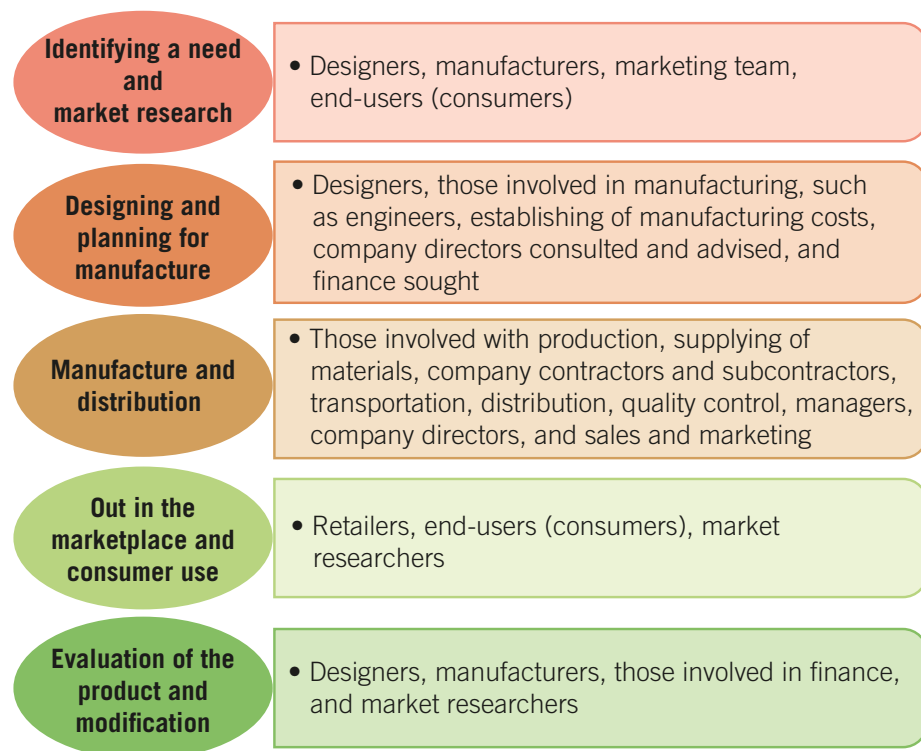 Identifying a need
and
market research
• Designers, manufacturers, marketing team,
end-users (consumers)
Designing and
planning for
manufacture
• Designers, those involved in manufacturing, such
as engineers, establishing of manufacturing costs,
company directors consulted and advised, and
finance sought
Manufacture and
distribution
• Those involved with production, supplying of
materials, company contractors and subcontractors,
transportation, distribution, quality control, managers,
company directors, and sales and marketing
Out in the
marketplace and
consumer use
• Retailers, end-users (consumers), market
researchers
Evaluation of the
product and
modification
• Designers, manufacturers, those involved in finance,
and market researchers